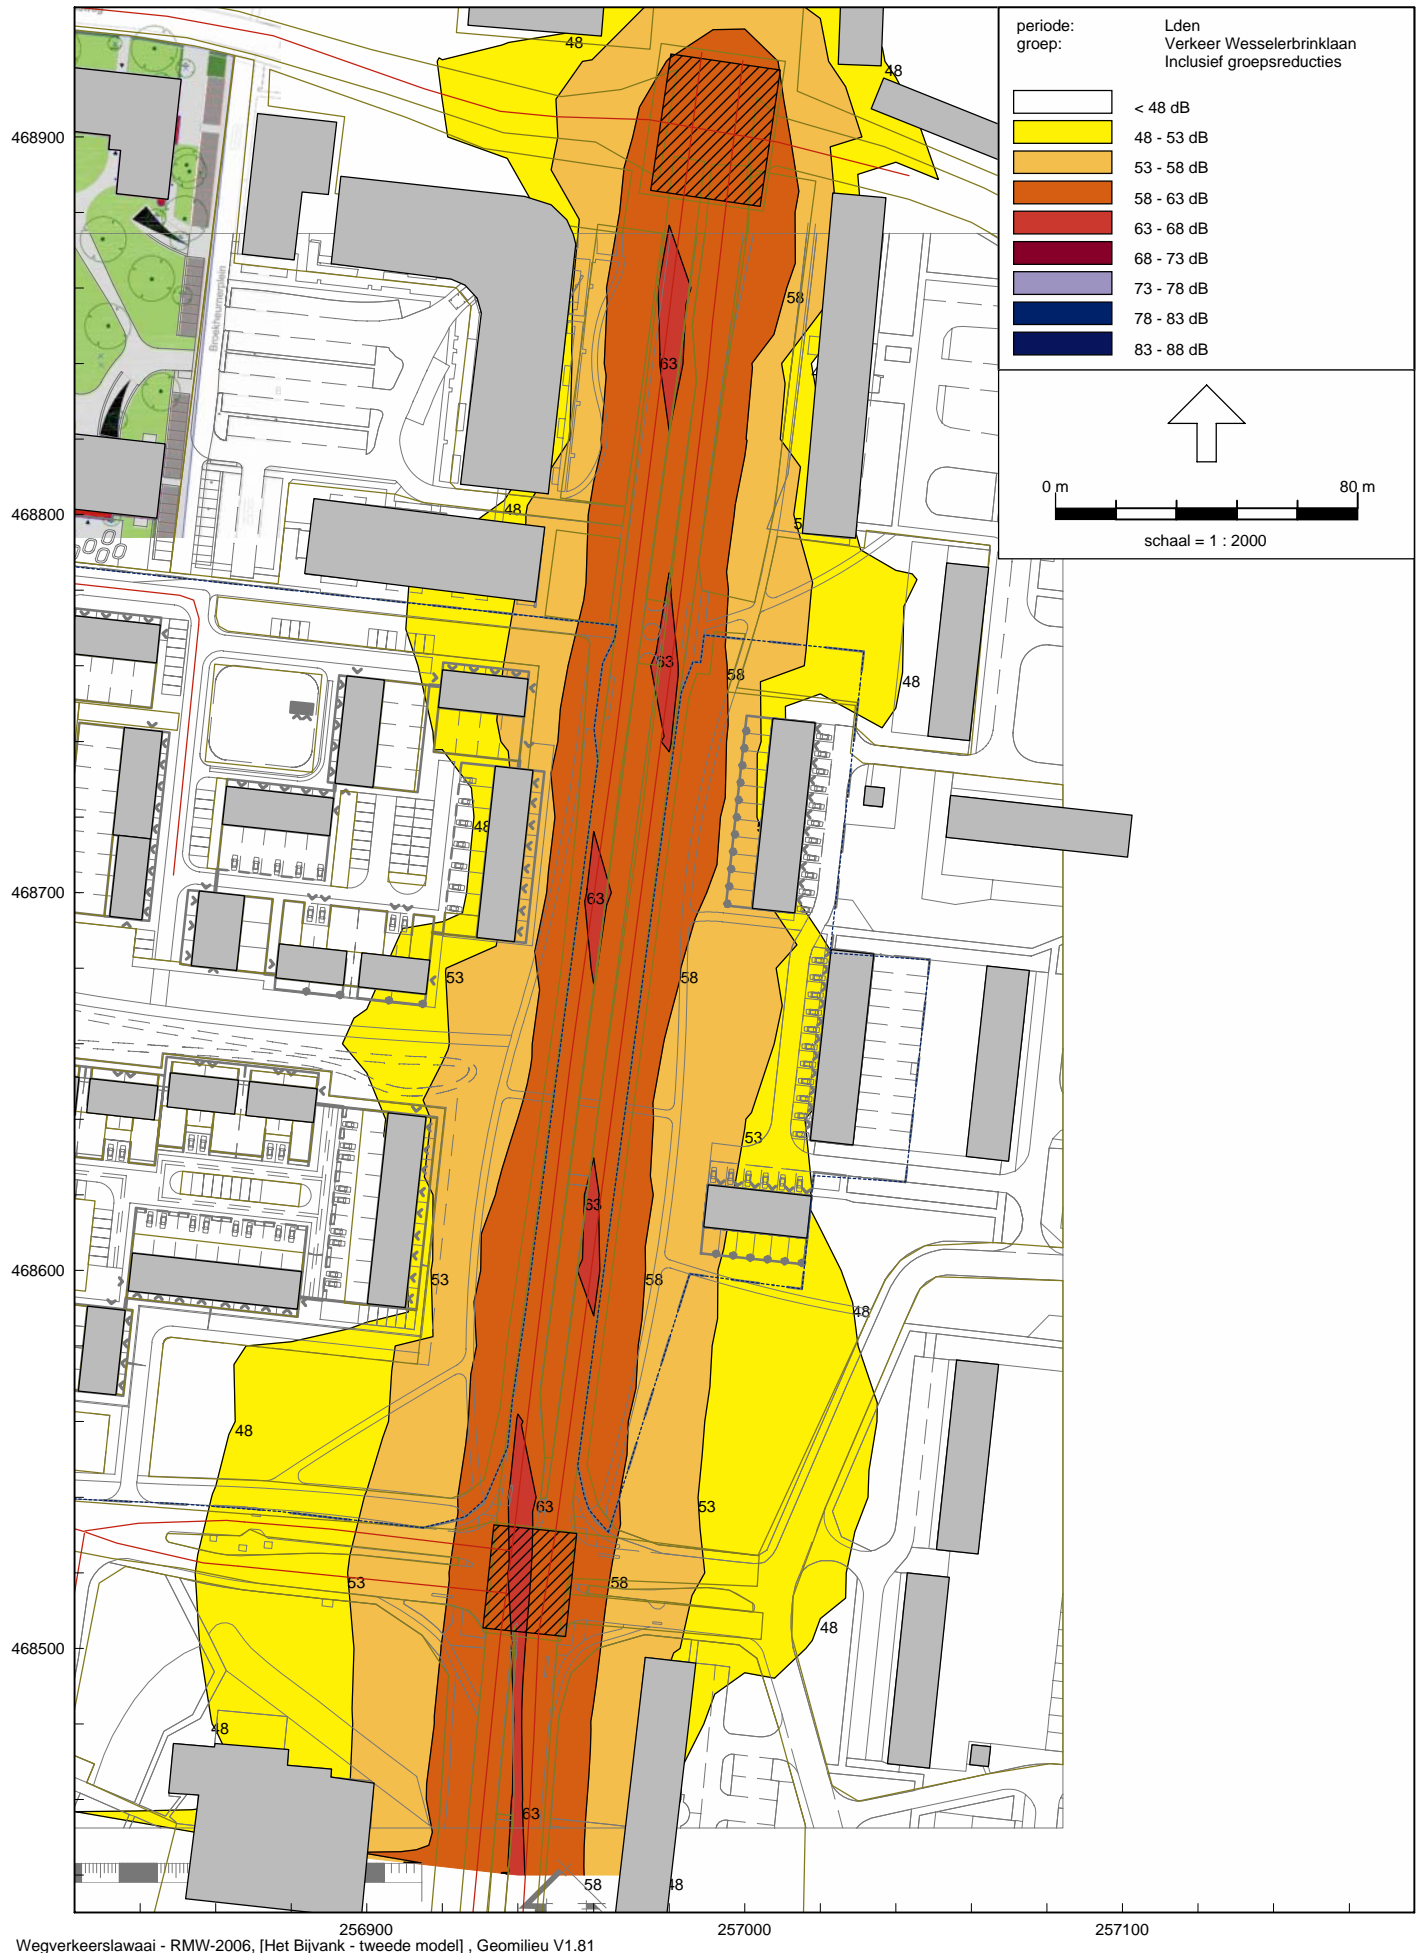 periode: Lden
groep: Verkeer Wesselerbrinklaan
Inclusief groepsreducties
< 48 dB
48 - 53 dB
53 - 58 dB
58 - 63 dB
63 - 68 dB
68 - 73 dB
73 - 78 dB
78 - 83 dB
83 - 88 dB
0 m 80 m
schaal = 1 : 2000
48
48
468900
Broekheurnerplein
58
63
48
468800
63
58
48
48
468700
63
53
58
53
63
468600
53
58
48
48
63
53
53
58
468500
48
48
63
58
48
256900 257000 257100
Wegverkeerslawaai - RMW-2006, [Het Bijvank - tweede model] , Geomilieu V1.81